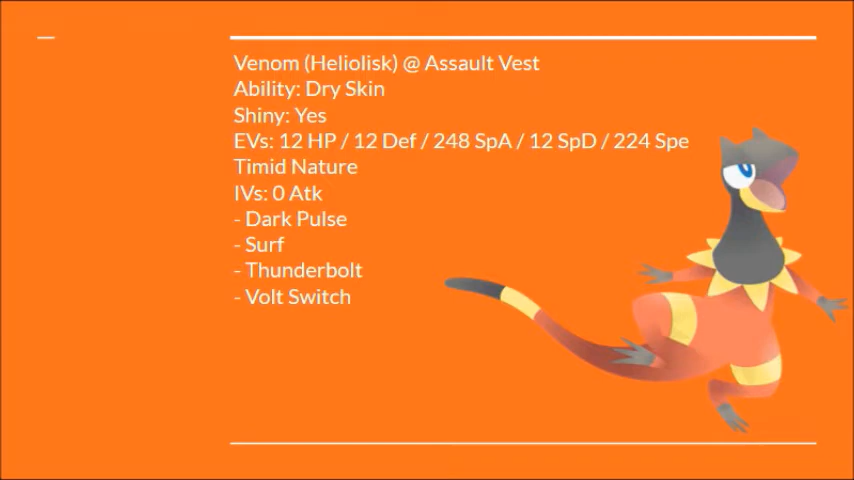 Venom (Heliolisk) @ Assault Vest
Ability: Dry Skin
Shiny: Yes
EVs: 12 HP / 12 Def / 248 SpA / 12 SpD / 224 Spe
Timid Nature
IVs: 0 Atk
- Dark Pulse
- Surf
- Thunderbolt
- Volt Switch